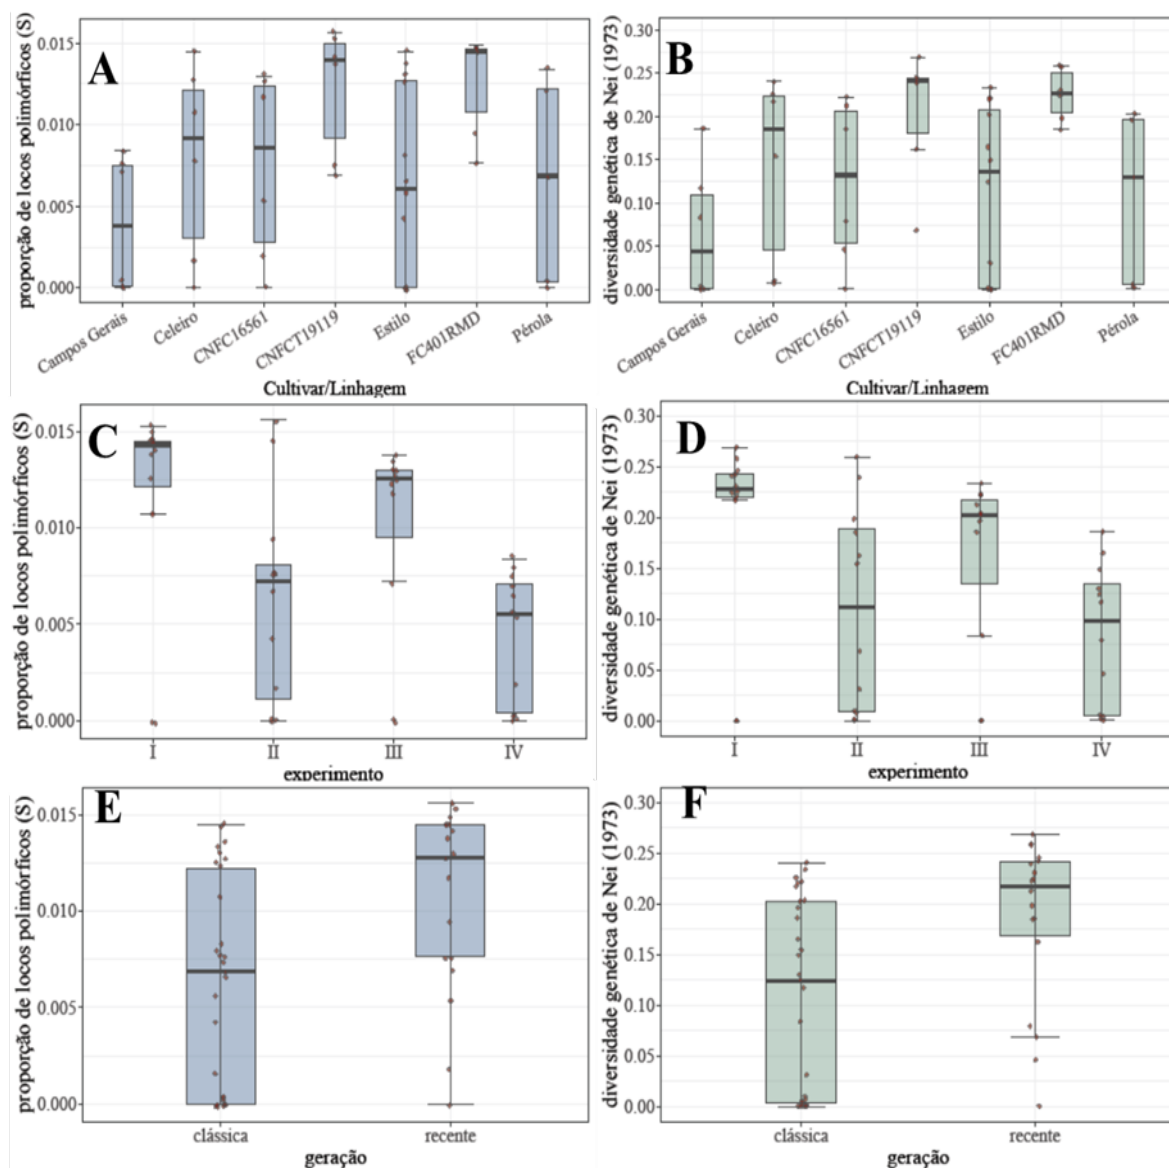 A
proporção de locos polimórficos (S)
0.015
0.010
0.005
0.000
Campos Gerais
Celeiro
CNFC16561
CNFCT19119
Estilo
FC401RMD
Pérola
Cultivar/Linhagem
B
diversidade genética de Nei (1973)
0.30
0.25
0.20
0.15
0.10
0.05
0.00
Campos Gerais
Celeiro
CNFC16561
CNFCT19119
Estilo
FC401RMD
Pérola
Cultivar/Linhagem
C
proporção de locos polimórficos (S)
0.015
0.010
0.005
0.000
I II III IV
experimento
D
diversidade genética de Nei (1973)
0.30
0.25
0.20
0.15
0.10
0.05
0.00
I II III IV
experimento
E
proporção de locos polimórficos (S)
0.015
0.010
0.005
0.000
clássica recente
geração
F
diversidade genética de Nei (1973)
0.30
0.25
0.20
0.15
0.10
0.05
0.00
clássica recente
geração